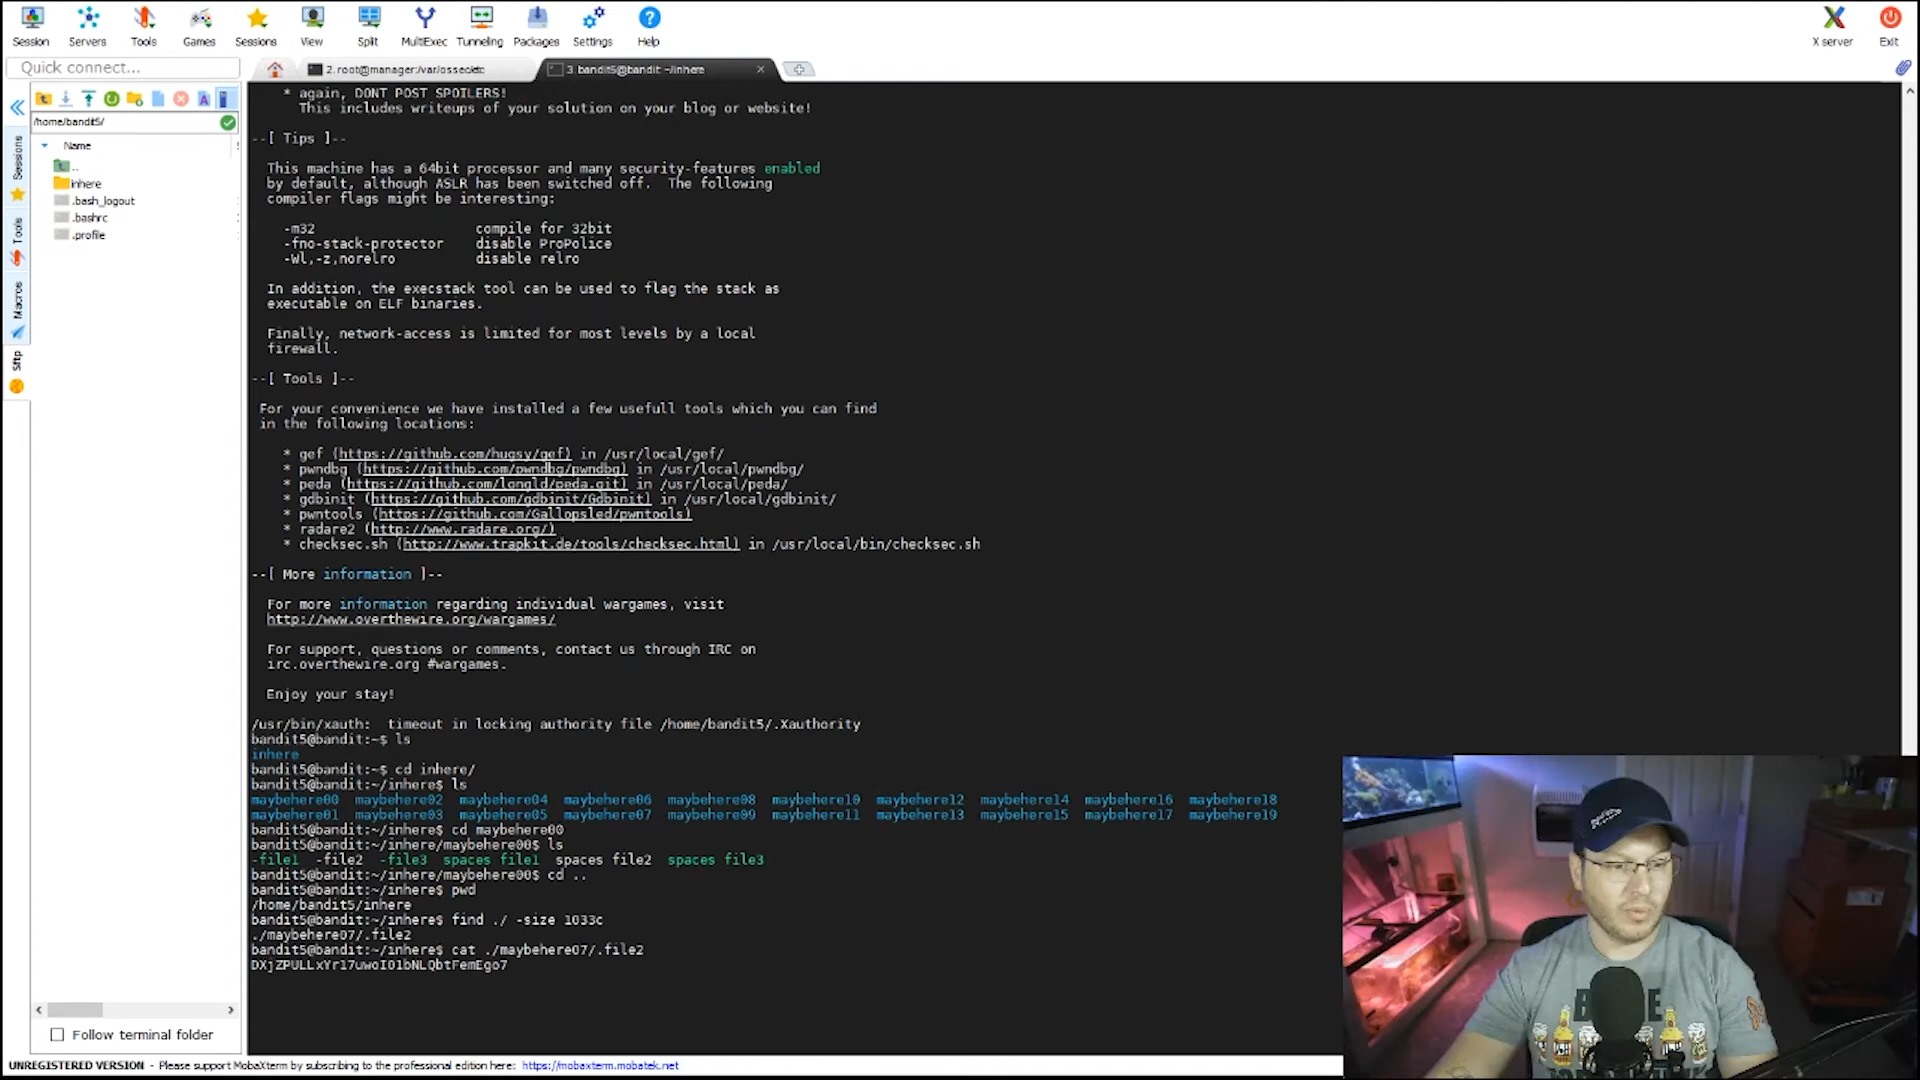 Session Servers Tools Games Sessions View Split MultiExec Tunneling Packages Settings Help X server Exit
Quick connect...
2. root@manager:/var/ossec/etc
3. bandit5@bandit: ~/inhere
/home/bandit5/
Name
..
inhere
.bash_logout
.bashrc
.profile
Sessions
Tools
Macros
Sftp
* again, DONT POST SPOILERS!
This includes writeups of your solution on your blog or website!
--[ Tips ]--
This machine has a 64bit processor and many security-features enabled
by default, although ASLR has been switched off.  The following
compiler flags might be interesting:
-m32                    compile for 32bit
-fno-stack-protector    disable ProPolice
-Wl,-z,norelro          disable relro
In addition, the execstack tool can be used to flag the stack as
executable on ELF binaries.
Finally, network-access is limited for most levels by a local
firewall.
--[ Tools ]--
For your convenience we have installed a few usefull tools which you can find
in the following locations:
* gef (https://github.com/hugsy/gef) in /usr/local/gef/
* pwndbg (https://github.com/pwndbg/pwndbg) in /usr/local/pwndbg/
* peda (https://github.com/longld/peda.git) in /usr/local/peda/
* gdbinit (https://github.com/gdbinit/Gdbinit) in /usr/local/gdbinit/
* pwntools (https://github.com/Gallopsled/pwntools)
* radare2 (http://www.radare.org/)
* checksec.sh (http://www.trapkit.de/tools/checksec.html) in /usr/local/bin/checksec.sh
--[ More information ]--
For more information regarding individual wargames, visit
http://www.overthewire.org/wargames/
For support, questions or comments, contact us through IRC on
irc.overthewire.org #wargames.
Enjoy your stay!
/usr/bin/xauth:  timeout in locking authority file /home/bandit5/.Xauthority
bandit5@bandit:~$ ls
inhere
bandit5@bandit:~$ cd inhere/
bandit5@bandit:~/inhere$ ls
maybehere00  maybehere02  maybehere04  maybehere06  maybehere08  maybehere10  maybehere12  maybehere14  maybehere16  maybehere18
maybehere01  maybehere03  maybehere05  maybehere07  maybehere09  maybehere11  maybehere13  maybehere15  maybehere17  maybehere19
bandit5@bandit:~/inhere$ cd maybehere00
bandit5@bandit:~/inhere/maybehere00$ ls
-file1  -file2  -file3  spaces file1  spaces file2  spaces file3
bandit5@bandit:~/inhere/maybehere00$ cd ..
bandit5@bandit:~/inhere$ pwd
/home/bandit5/inhere
bandit5@bandit:~/inhere$ find ./ -size 1033c
./maybehere07/.file2
bandit5@bandit:~/inhere$ cat ./maybehere07/.file2
DXjZPULLxYr17uwoI01bNLQbtFemEgo7
Follow terminal folder
UNREGISTERED VERSION - Please support MobaXterm by subscribing to the professional edition here: https://mobaxterm.mobatek.net